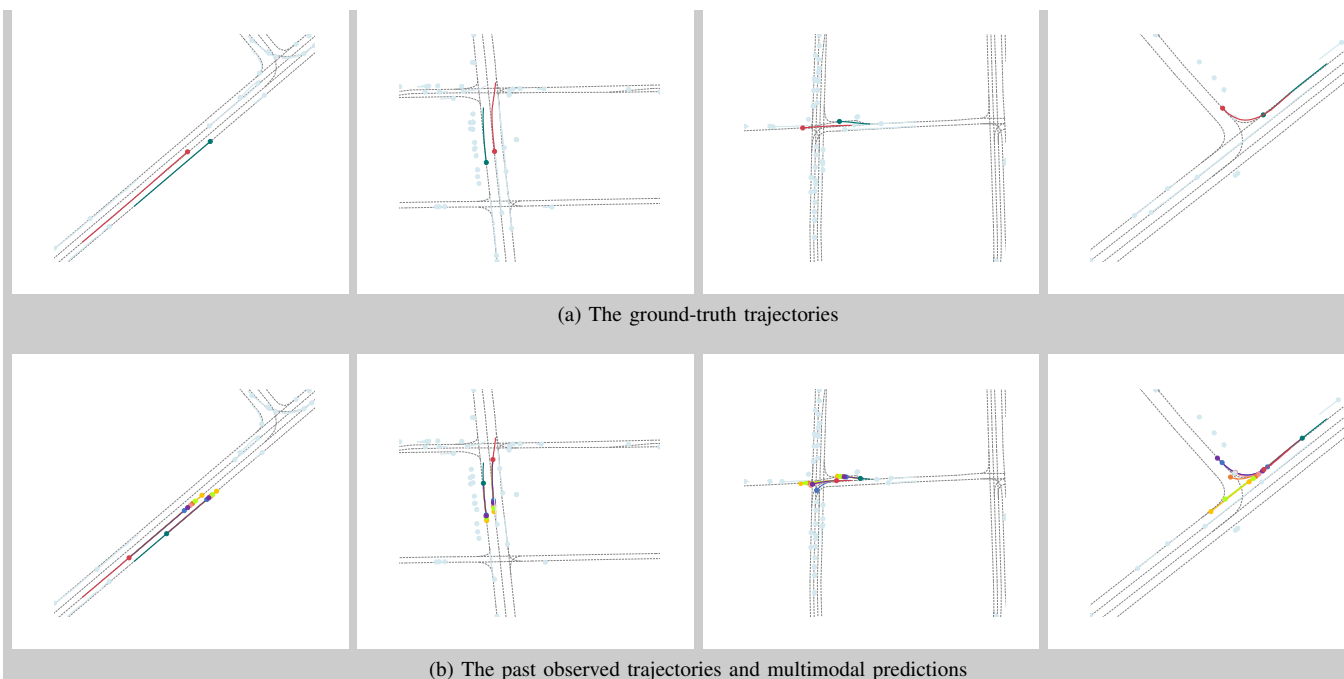 (a) The ground-truth trajectories
(b) The past observed trajectories and multimodal predictions